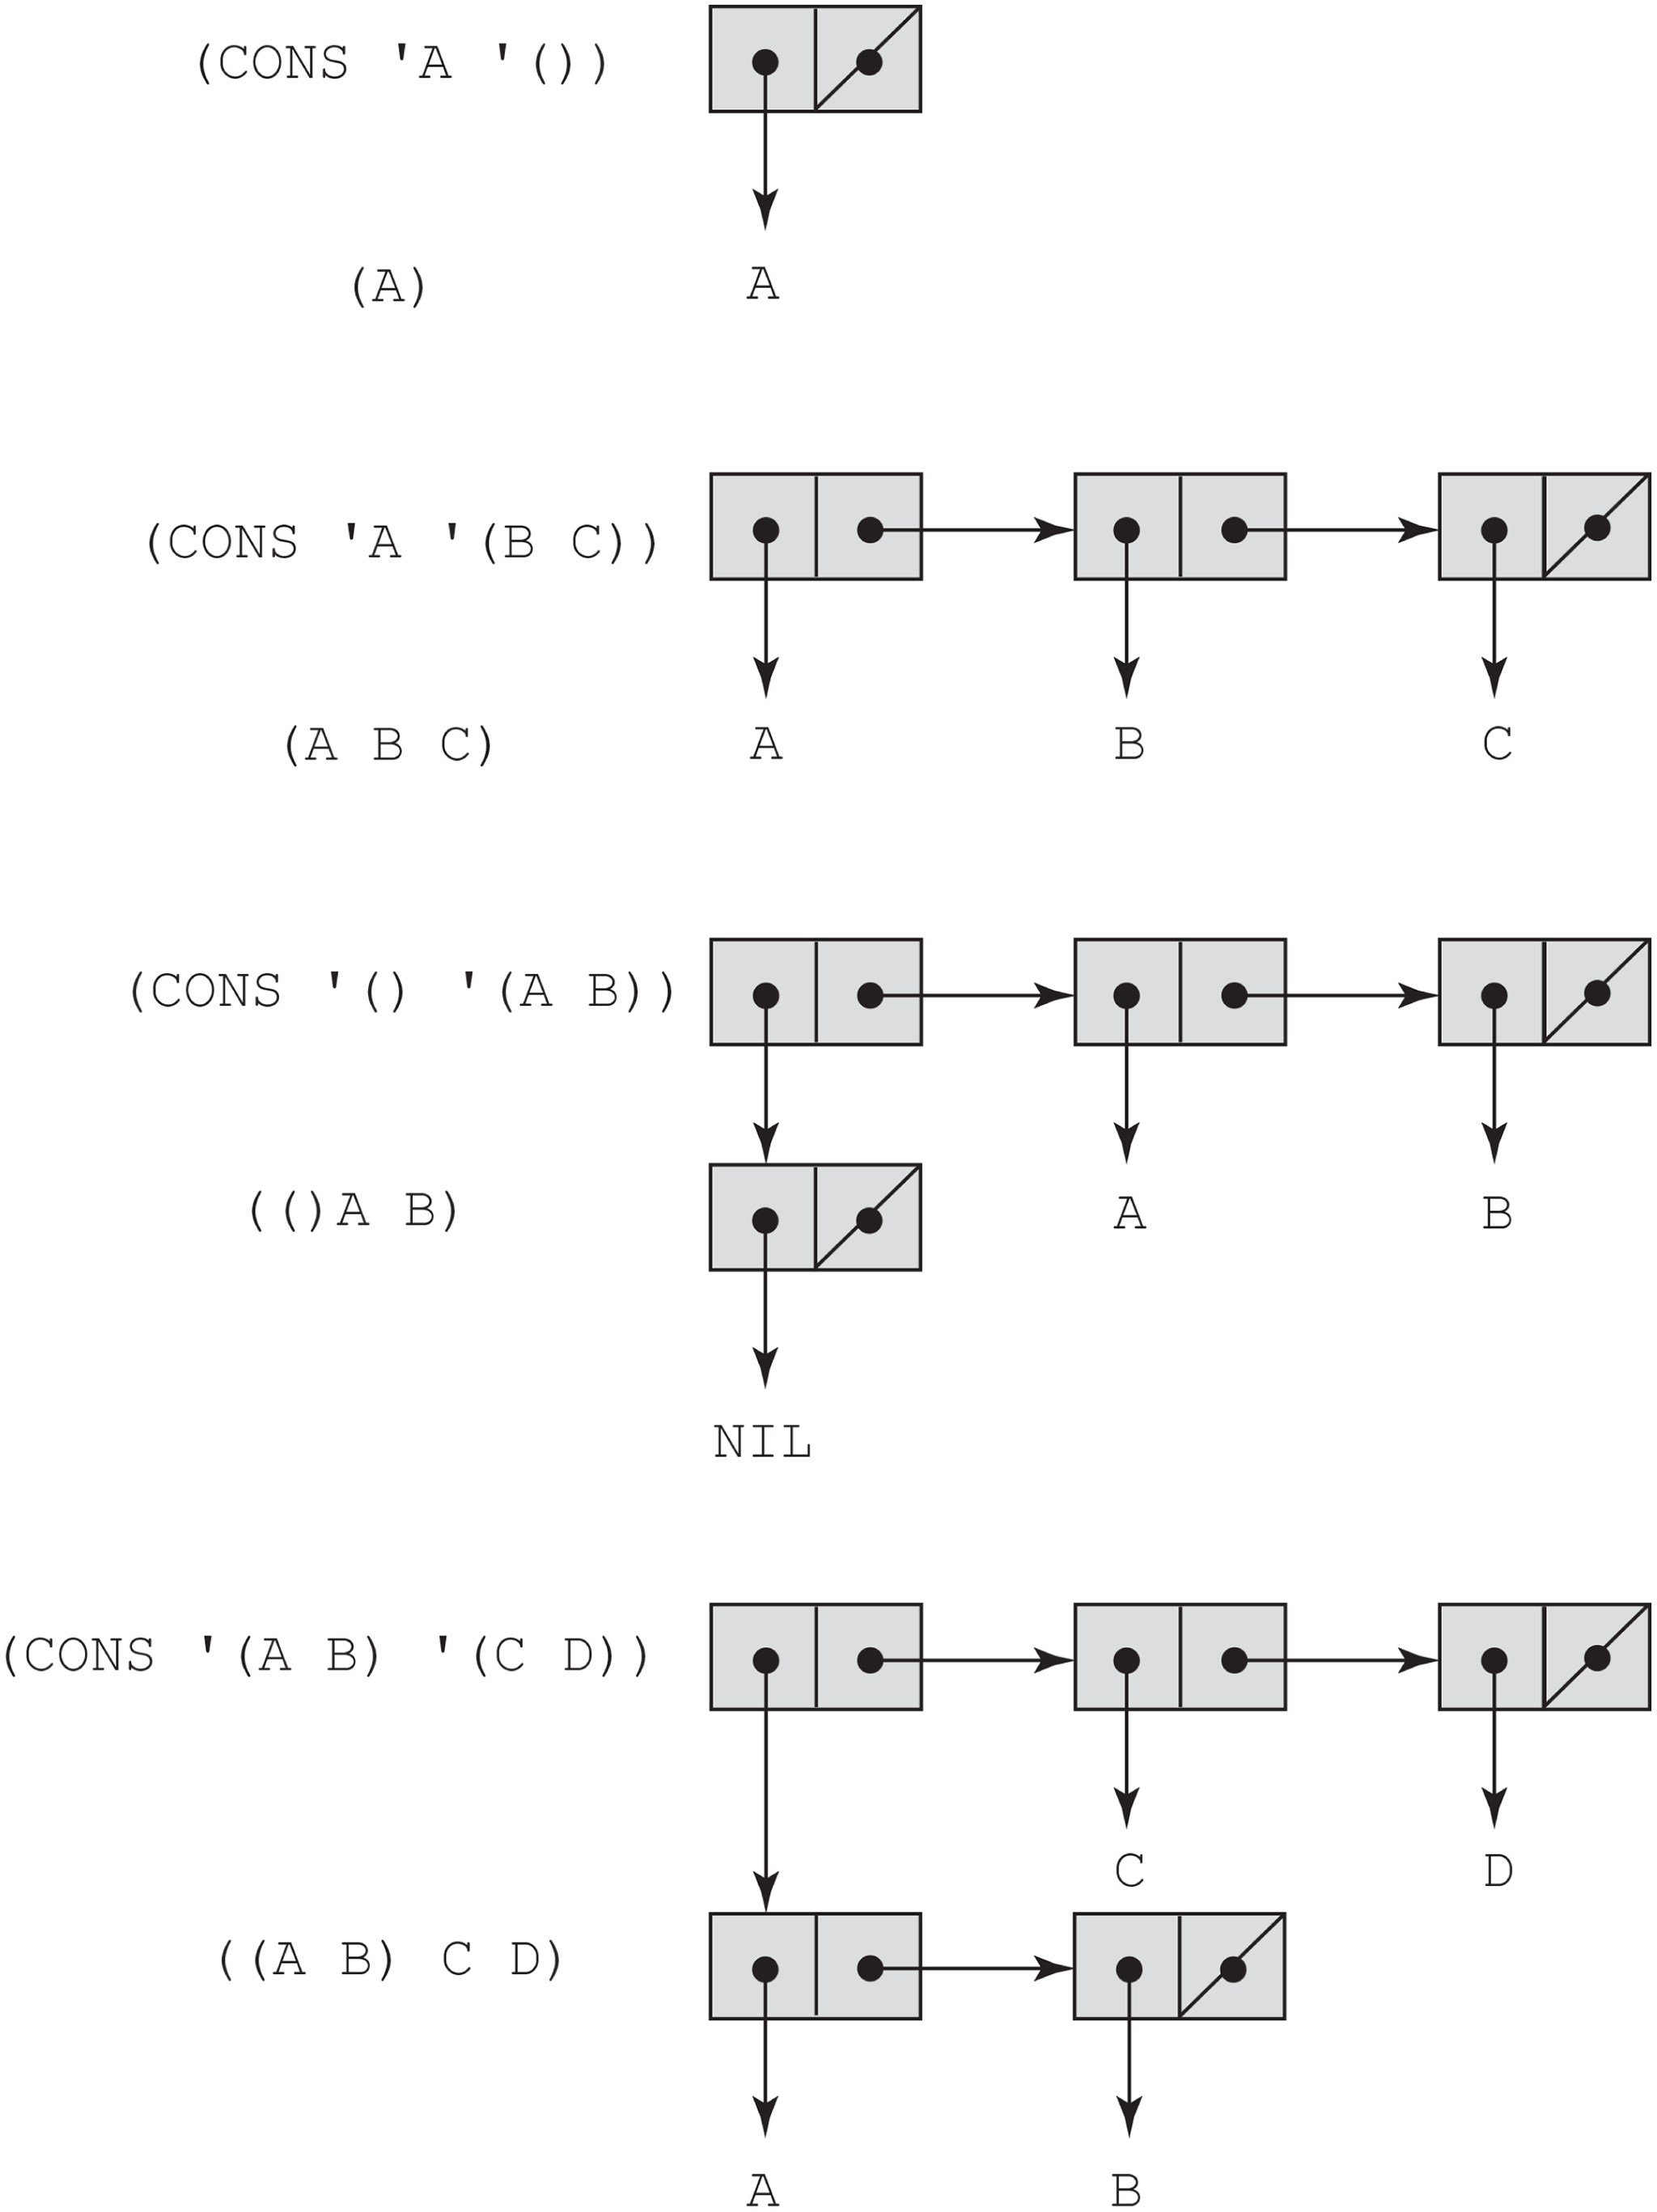 (CONS 'A '())
(A) A
(CONS 'A '(B C))
(A B C) A B C
(CONS '() '(A B))
(()A B) A B
NIL
(CONS '(A B) '(C D))
C D
((A B) C D)
A B